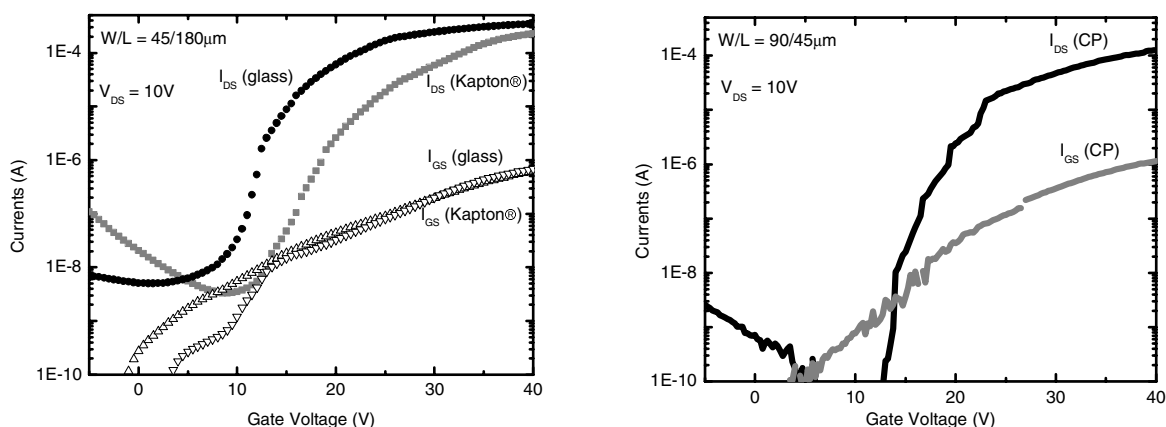 W/L = 45/180μm
V_DS = 10V
I_DS (glass)
I_DS (Kapton®)
I_GS (glass)
I_GS (Kapton®)
Currents (A)
1E-4
1E-6
1E-8
1E-10
0 10 20 30 40
Gate Voltage (V)
W/L = 90/45μm
V_DS = 10V
I_DS (CP)
I_GS (CP)
Currents (A)
1E-4
1E-6
1E-8
1E-10
0 10 20 30 40
Gate Voltage (V)